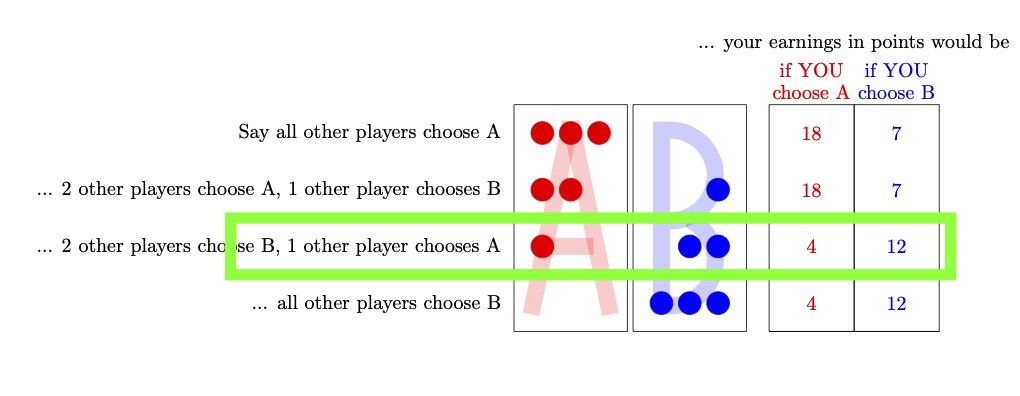 ... your earnings in points would be
if YOU if YOU
choose A choose B
Say all other players choose A 18 7
... 2 other players choose A, 1 other player chooses B 18 7
... 2 other players choose B, 1 other player chooses A 4 12
... all other players choose B 4 12
A B